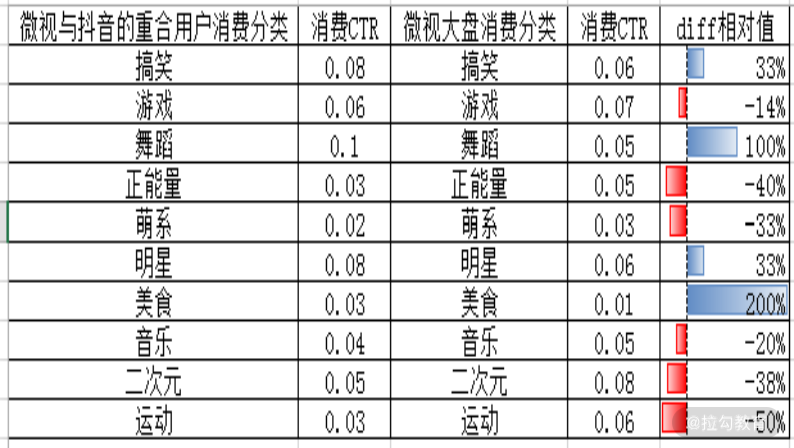 微视与抖音的重合用户消费分类 消费CTR 微视大盘消费分类 消费CTR diff相对值
搞笑 0.08 搞笑 0.06 33%
游戏 0.06 游戏 0.07 -14%
舞蹈 0.1 舞蹈 0.05 100%
正能量 0.03 正能量 0.05 -40%
萌系 0.02 萌系 0.03 -33%
明星 0.08 明星 0.06 33%
美食 0.03 美食 0.01 200%
音乐 0.04 音乐 0.05 -20%
二次元 0.05 二次元 0.08 -38%
运动 0.03 运动 0.06 -50%
@拉勾教育